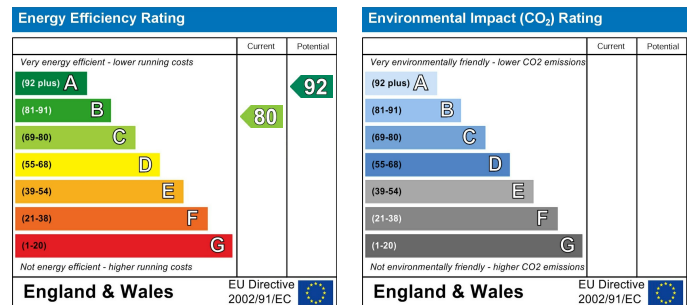 Energy Efficiency Rating
Current Potential
Very energy efficient - lower running costs
(92 plus) A
92
(81-91) B
80
(69-80) C
(55-68) D
(39-54) E
(21-38) F
(1-20) G
Not energy efficient - higher running costs
England & Wales
EU Directive
2002/91/EC
Environmental Impact (CO₂) Rating
Current Potential
Very environmentally friendly - lower CO2 emissions
(92 plus) A
(81-91) B
(69-80) C
(55-68) D
(39-54) E
(21-38) F
(1-20) G
Not environmentally friendly - higher CO2 emissions
England & Wales
EU Directive
2002/91/EC